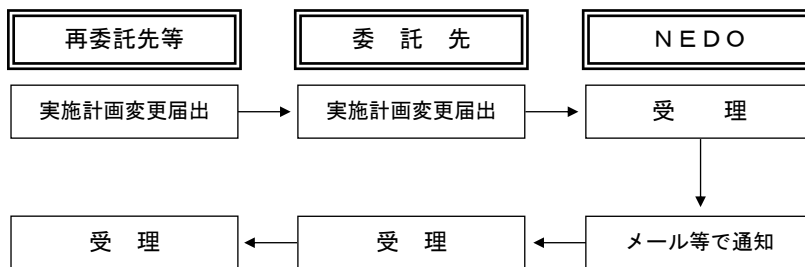 再委託先等
委 託 先
NEDO
実施計画変更届出
実施計画変更届出
受 理
メール等で通知
受 理
受 理